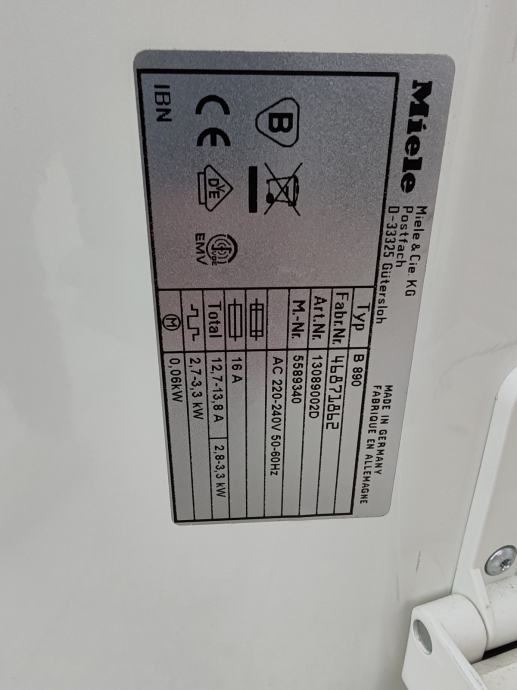 Miele
Miele & Cie. KG
Postfach
D-33325 Gütersloh
MADE IN GERMANY
FABRIQUE EN ALLEMAGNE
Typ B 890
Fabr.Nr. 46871862
Art.Nr. 13089002D
M.-Nr. 5589340
AC 220-240V 50-60Hz
16 A
Total 12,7-13,8 A 2,8-3,3 kW
2,7-3,3 kW
M 0,06kW
B
CE
DVE
EMV
IBN